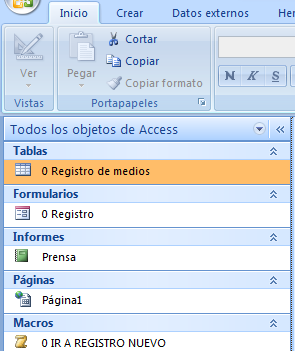 Inicio Crear Datos externos Her
Ver
Vistas
Pegar
Cortar
Copiar
Copiar formato
Portapapeles
N K S
Todos los objetos de Access
Tablas
0 Registro de medios
Formularios
0 Registro
Informes
Prensa
Páginas
Página1
Macros
0 IR A REGISTRO NUEVO